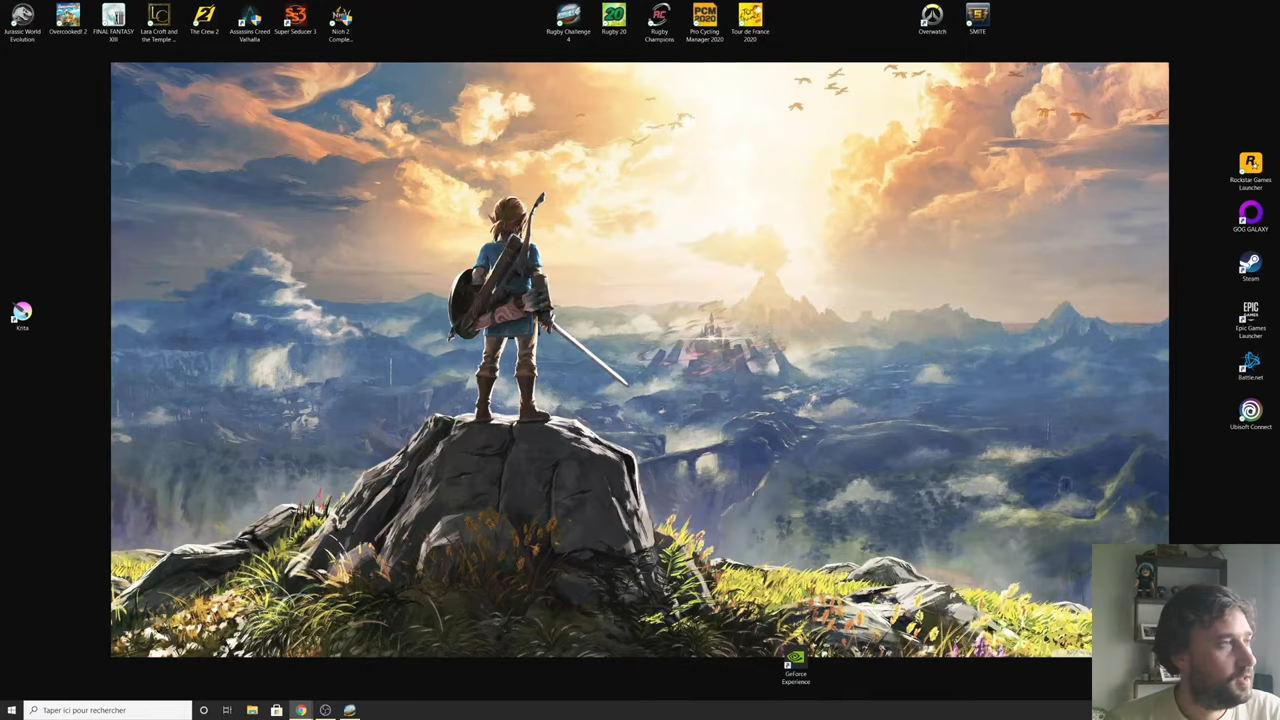 Jurassic World
Evolution
Overcooked! 2
FINAL FANTASY
XIII
Lara Croft and
the Temple ...
The Crew 2
Assassins Creed
Valhalla
Super Seducer 3
Nioh 2
Comple...
Rugby Challenge
4
Rugby 20
Rugby
Champions
Pro Cycling
Manager 2020
Tour de France
2020
Overwatch
SMITE
Rockstar Games
Launcher
GOG GALAXY
Steam
Epic Games
Launcher
Battle.net
Ubisoft Connect
Krita
GeForce
Experience
Taper ici pour rechercher